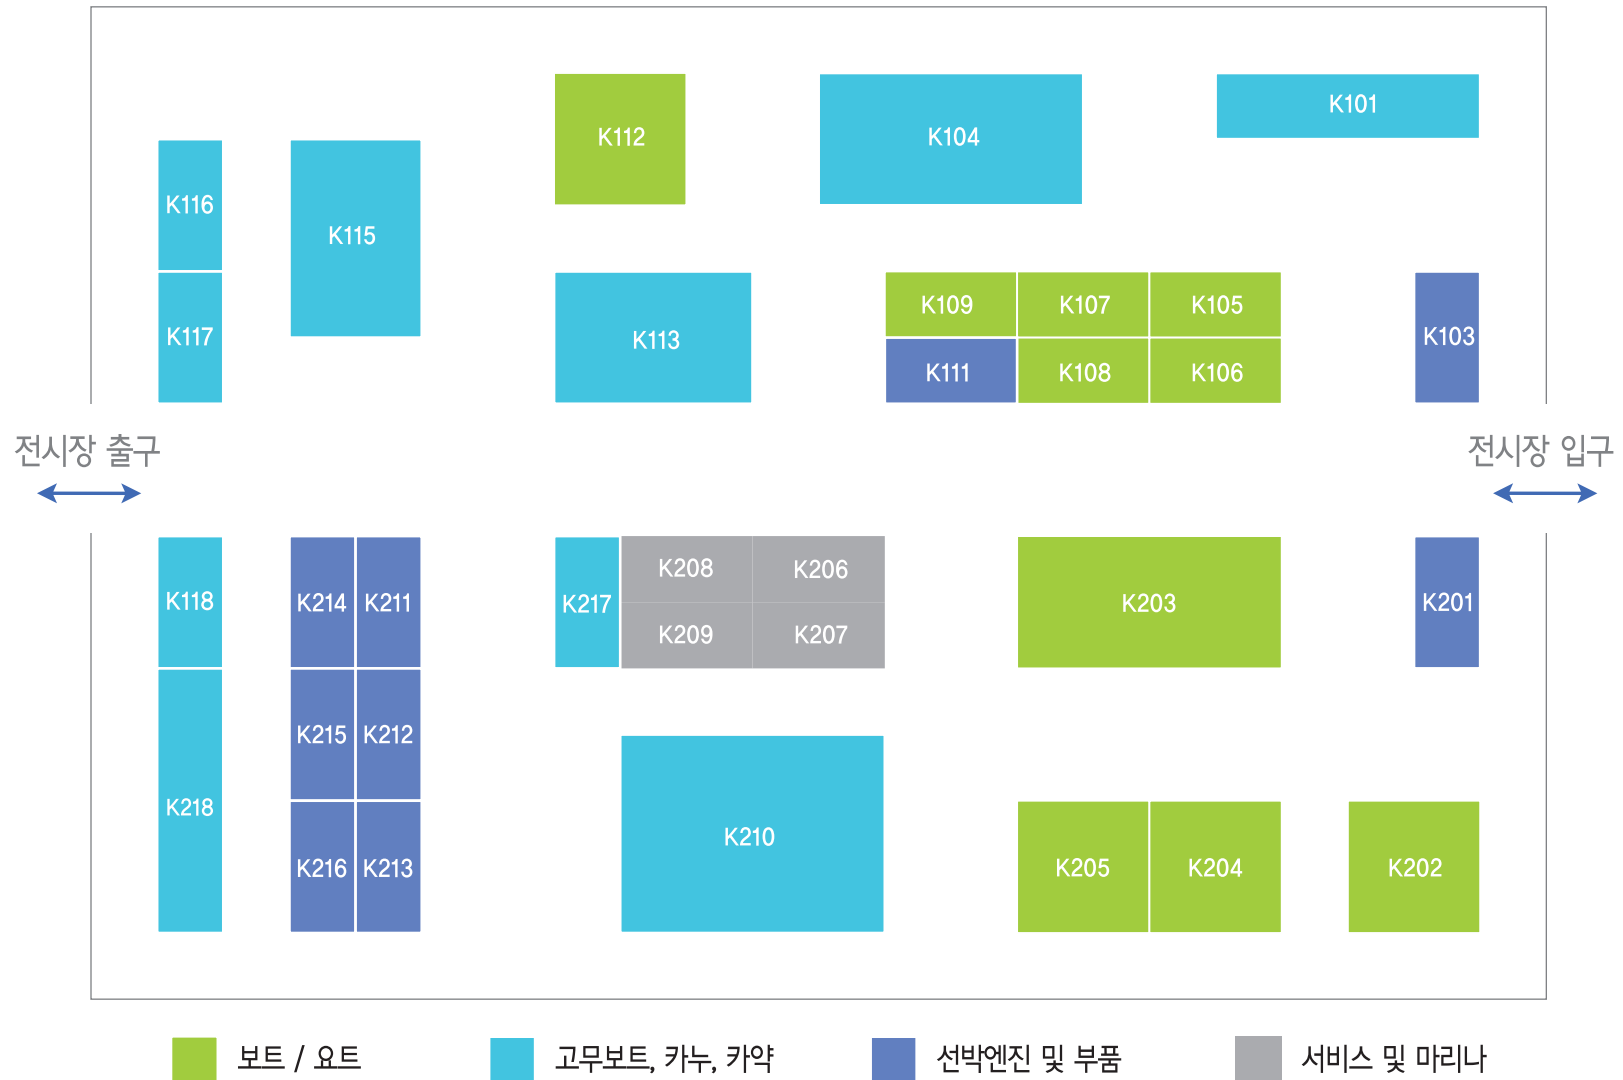 K101
K112
K104
K116
K115
K109
K107
K105
K117
K113
K103
K111
K108
K106
전시장 출구
전시장 입구
K208
K206
K118
K214
K211
K217
K203
K201
K209
K207
K215
K212
K218
K210
K216
K213
K205
K204
K202
보트 / 요트
고무보트, 카누, 카약
선박엔진 및 부품
서비스 및 마리나